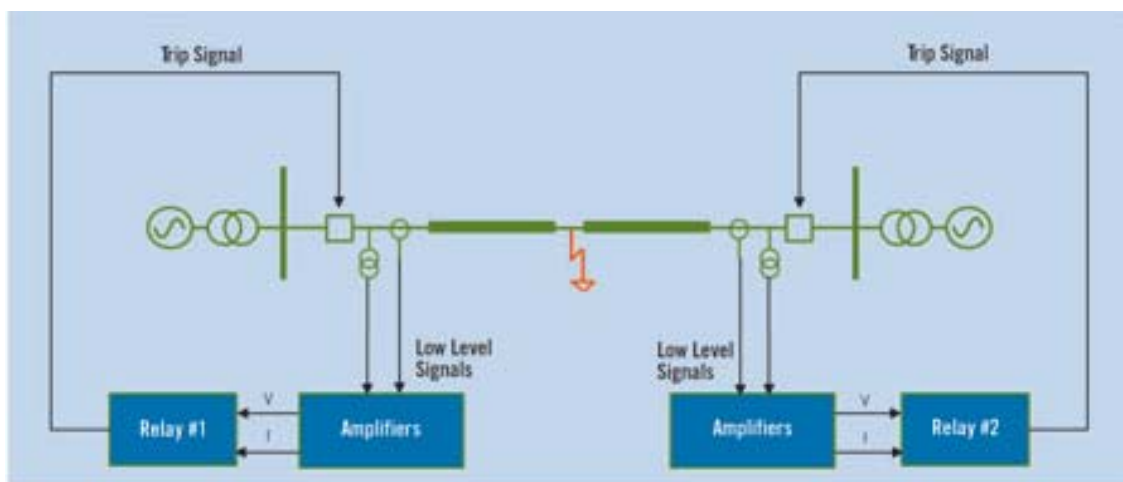 Trip Signal
Trip Signal
Low Level
Signals
Low Level
Signals
V
V
Relay #1
Amplifiers
Amplifiers
Relay #2
I
I